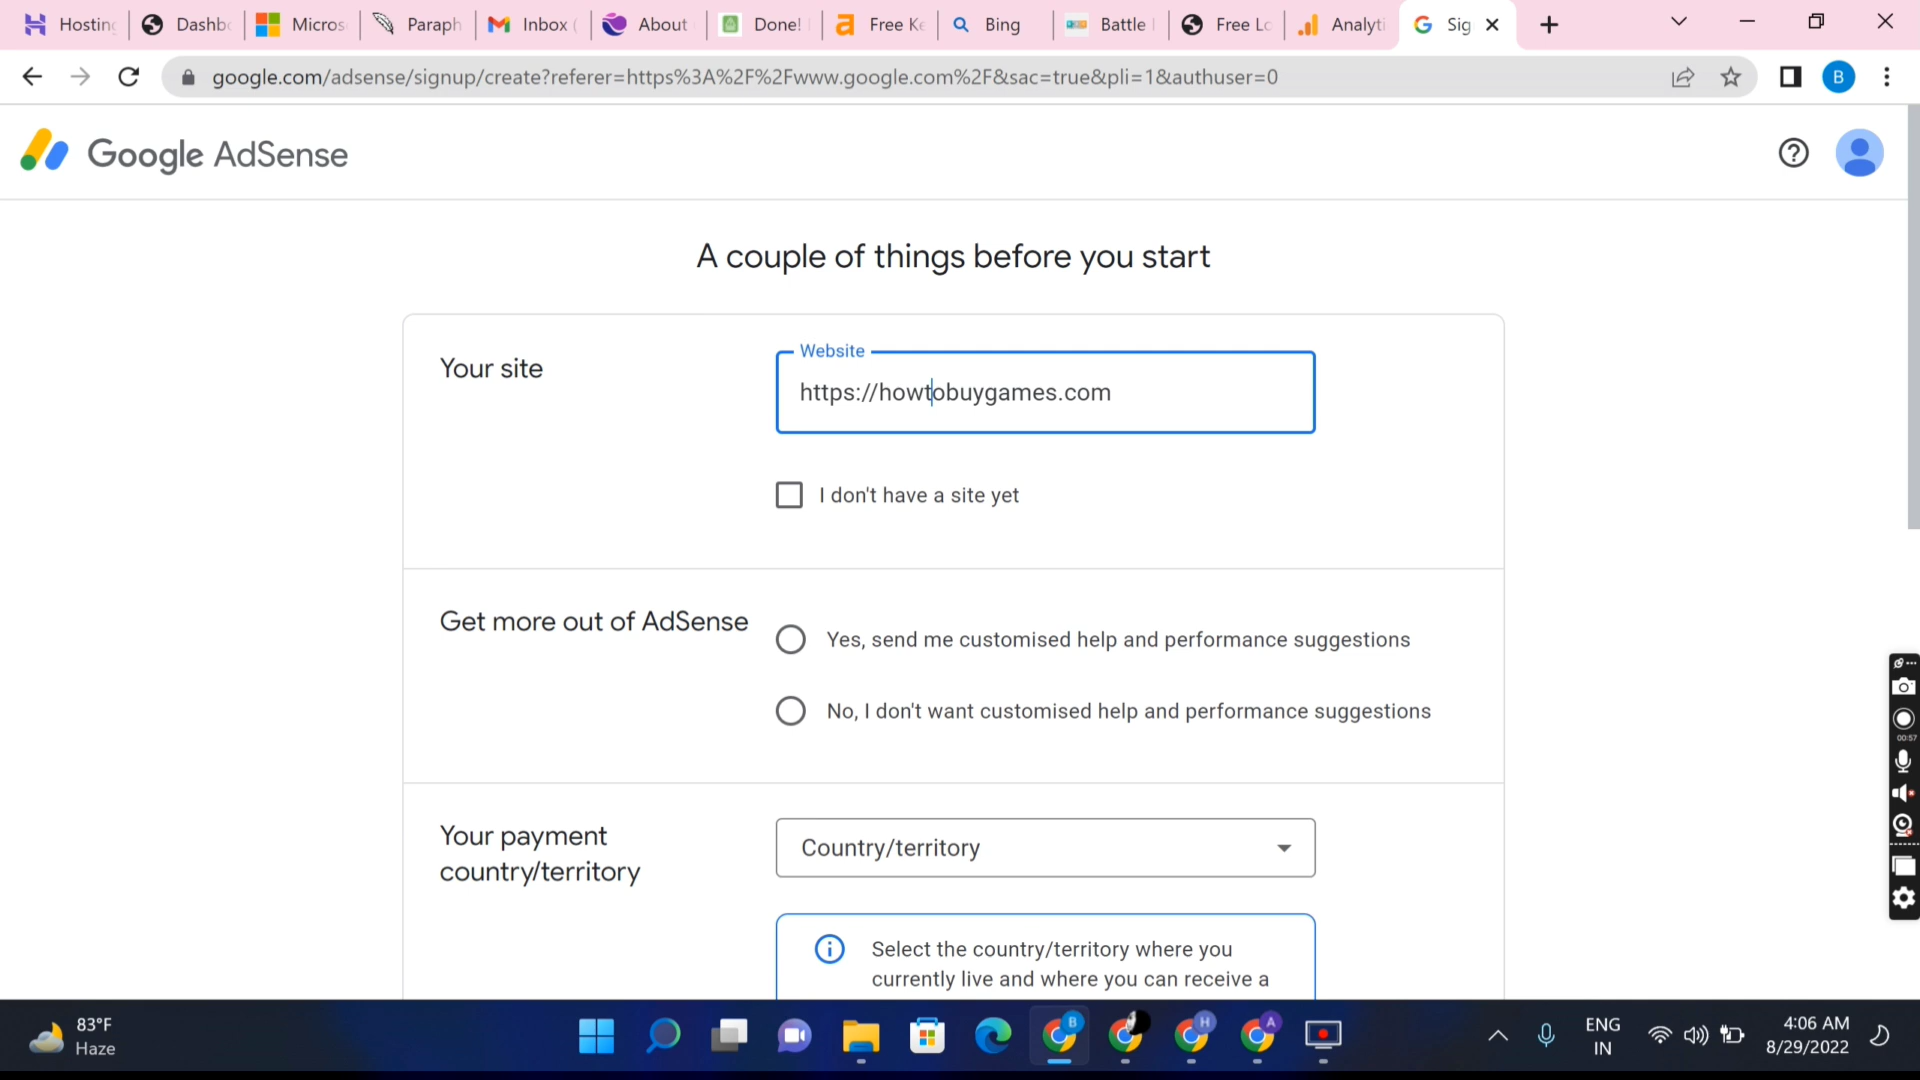 Hosting
Dashbo
Micros
Paraph
Inbox (
About
Done!
Free Ke
Bing
Battle
Free Lo
Analyti
Sig
google.com/adsense/signup/create?referer=https%3A%2F%2Fwww.google.com%2F&sac=true&pli=1&authuser=0
B
Google AdSense
A couple of things before you start
Your site
Website
https://howtobuygames.com
I don't have a site yet
Get more out of AdSense
Yes, send me customised help and performance suggestions
No, I don't want customised help and performance suggestions
Your payment
country/territory
Country/territory
Select the country/territory where you
currently live and where you can receive a
00:57
83°F
Haze
B
H
A
ENG
IN
4:06 AM
8/29/2022